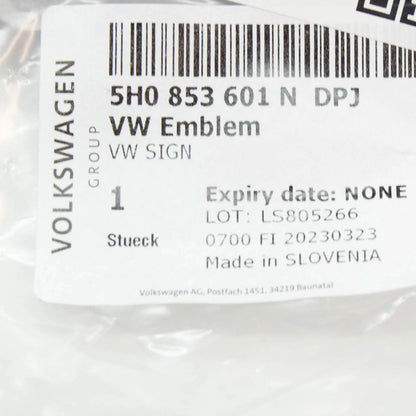 VOLKSWAGEN
GROUP
5H0 853 601 N DPJ
VW Emblem
VW SIGN
1
Stueck
Expiry date: NONE
LOT: LS805266
0700 FI 20230323
Made in SLOVENIA
Volkswagen AG, Postfach 1451, 34219 Baunatal